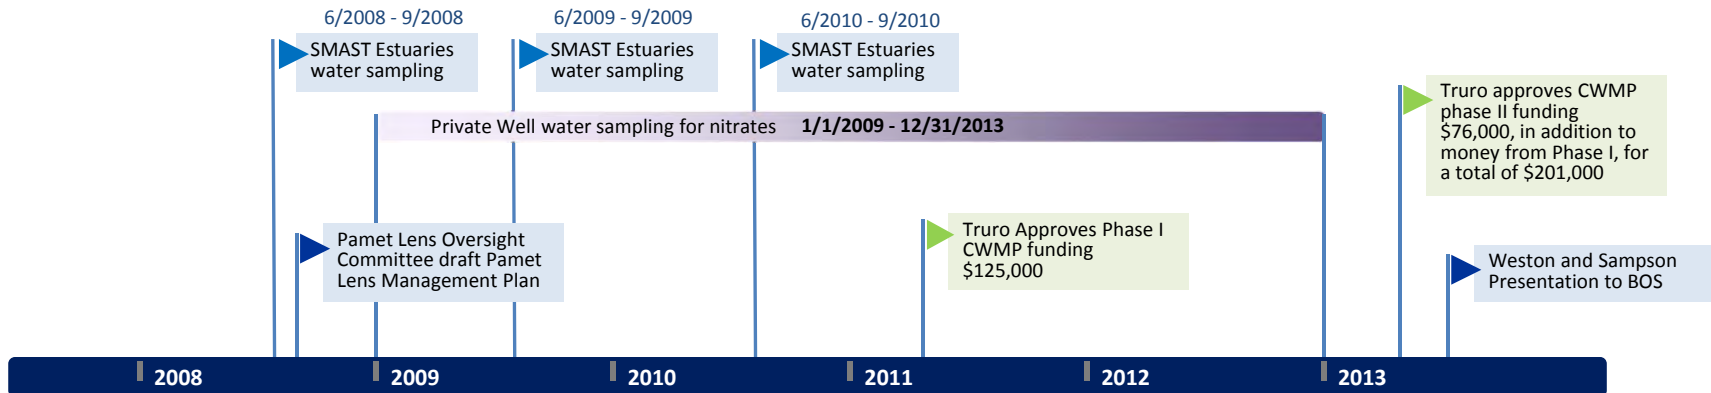 6/2008 - 9/2008
SMAST Estuaries
water sampling
6/2009 - 9/2009
SMAST Estuaries
water sampling
6/2010 - 9/2010
SMAST Estuaries
water sampling
Truro approves CWMP
phase II funding
$76,000, in addition to
money from Phase I, for
a total of $201,000
Private Well water sampling for nitrates 1/1/2009 - 12/31/2013
Pamet Lens Oversight
Committee draft Pamet
Lens Management Plan
Truro Approves Phase I
CWMP funding
$125,000
Weston and Sampson
Presentation to BOS
2008 2009 2010 2011 2012 2013